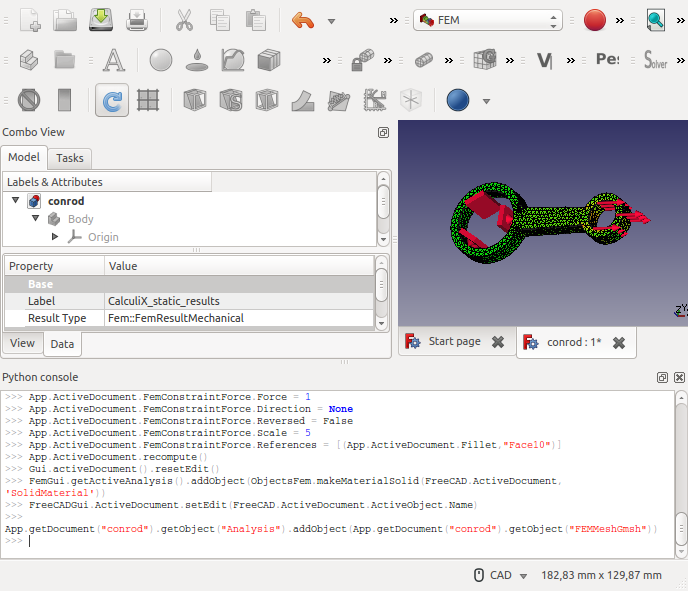 FEM
A
V
Pe
Solver
S
Combo View
Model
Tasks
Labels & Attributes
conrod
Body
Origin
Property Value
Base
Label CalculiX_static_results
Result Type Fem::FemResultMechanical
View
Data
ZY
Start page
conrod : 1*
Python console
>>> App.ActiveDocument.FemConstraintForce.Force = 1
>>> App.ActiveDocument.FemConstraintForce.Direction = None
>>> App.ActiveDocument.FemConstraintForce.Reversed = False
>>> App.ActiveDocument.FemConstraintForce.Scale = 5
>>> App.ActiveDocument.FemConstraintForce.References = [(App.ActiveDocument.Fillet,"Face10")]
>>> App.ActiveDocument.recompute()
>>> Gui.activeDocument().resetEdit()
>>> FemGui.getActiveAnalysis().addObject(ObjectsFem.makeMaterialSolid(FreeCAD.ActiveDocument,
'SolidMaterial'))
>>> FreeCADGui.ActiveDocument.setEdit(FreeCAD.ActiveDocument.ActiveObject.Name)
>>>
App.getDocument("conrod").getObject("Analysis").addObject(App.getDocument("conrod").getObject("FEMMeshGmsh"))
>>>
CAD
182,83 mm x 129,87 mm